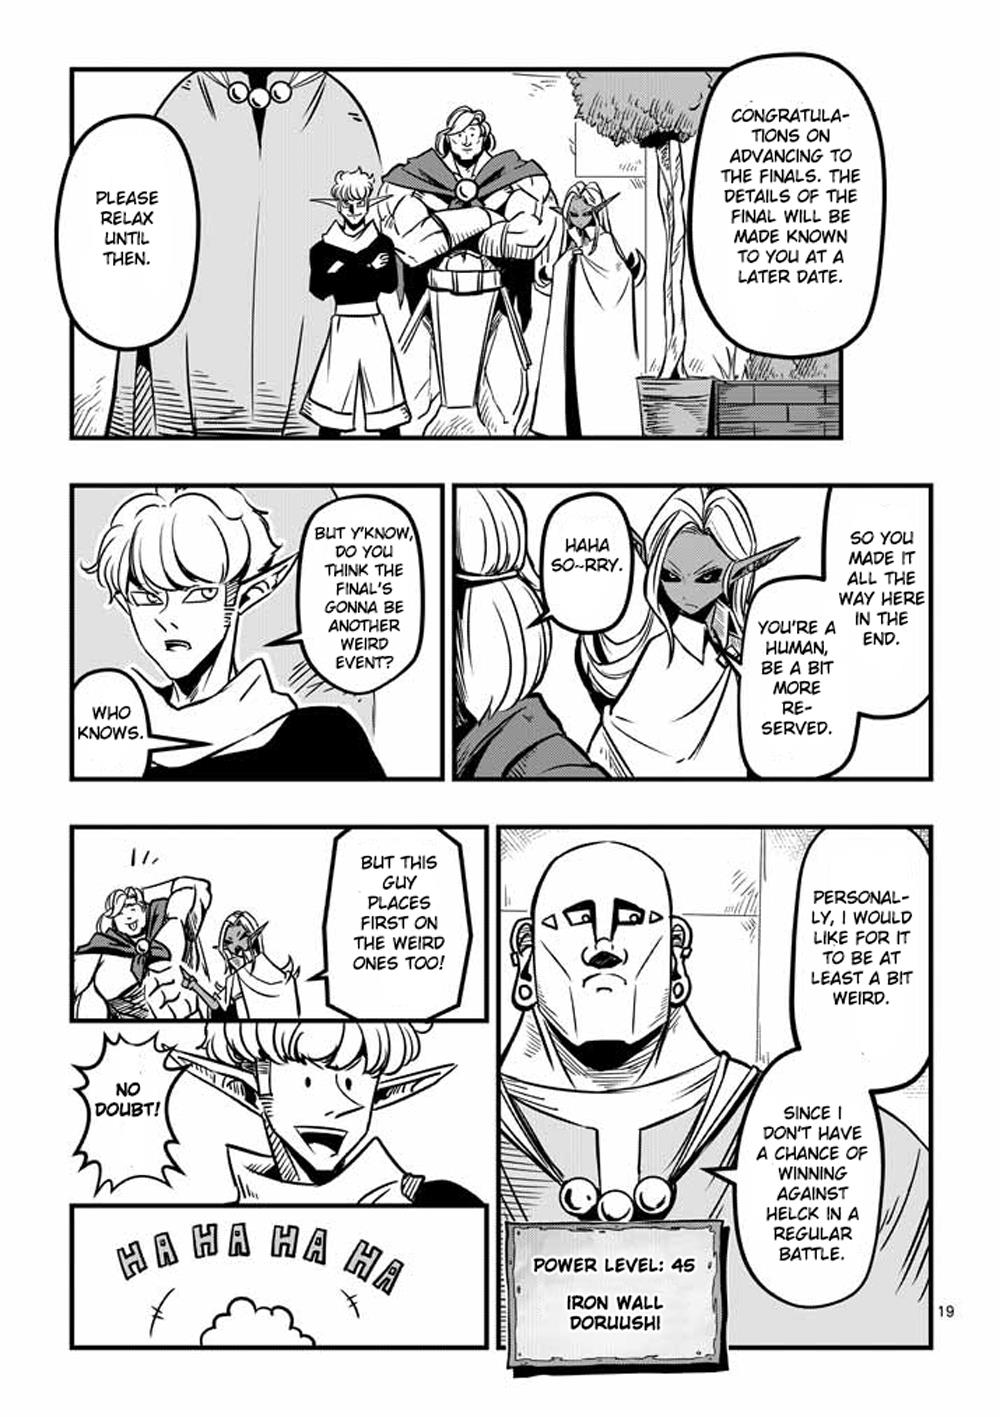 CONGRATULA-
TIONS ON
ADVANCING TO
THE FINALS. THE
DETAILS OF THE
FINAL WILL BE
MADE KNOWN
TO YOU AT A
LATER DATE.
PLEASE
RELAX
UNTIL
THEN.
SO YOU
MADE IT
ALL THE
WAY HERE
IN THE
END.
YOU'RE A
HUMAN,
BE A BIT
MORE
RE-
SERVED.
HAHA
SO~RRY.
BUT Y'KNOW,
DO YOU
THINK THE
FINAL'S
GONNA BE
ANOTHER
WEIRD
EVENT?
WHO
KNOWS.
PERSONAL-
LY, I WOULD
LIKE FOR IT
TO BE AT
LEAST A BIT
WEIRD.
SINCE I
DON'T HAVE
A CHANCE OF
WINNING
AGAINST
HELCK IN A
REGULAR
BATTLE.
POWER LEVEL: 45
IRON WALL
DORUUSHI
BUT THIS
GUY
PLACES
FIRST ON
THE WEIRD
ONES TOO!
NO
DOUBT!
HA HA HA HA
19